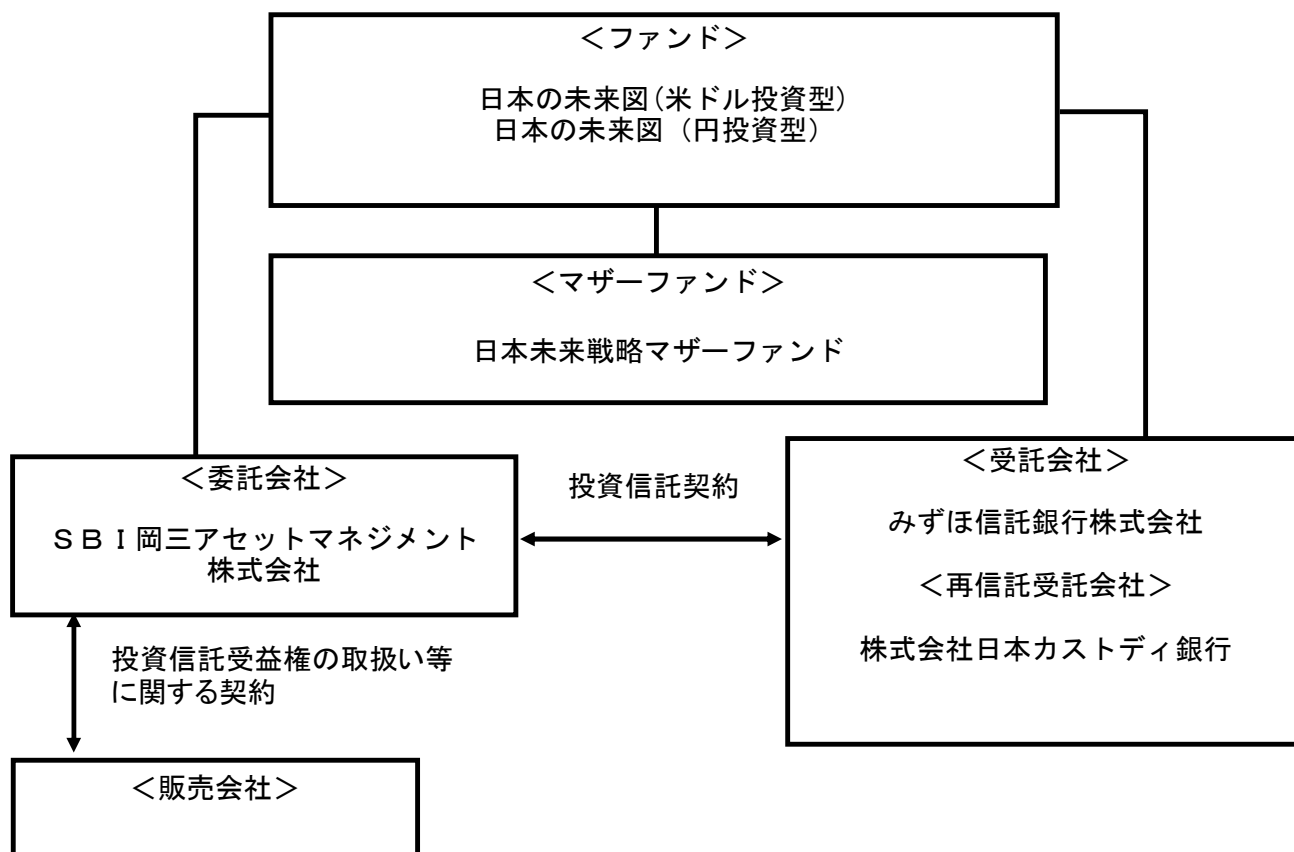 ＜ファンド＞
日本の未来図(米ドル投資型)
日本の未来図（円投資型）
＜マザーファンド＞
日本未来戦略マザーファンド
＜委託会社＞
ＳＢＩ岡三アセットマネジメント
株式会社
投資信託契約
＜受託会社＞
みずほ信託銀行株式会社
＜再信託受託会社＞
株式会社日本カストディ銀行
投資信託受益権の取扱い等
に関する契約
＜販売会社＞